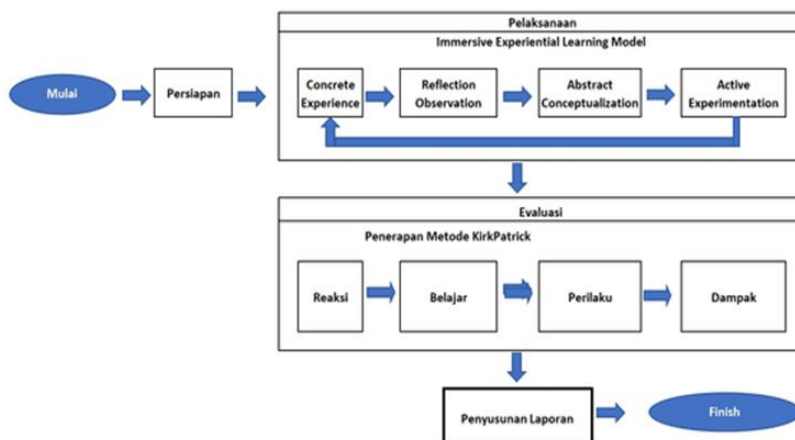 Pelaksanaan
Immersive Experiential Learning Model
Mulai
Persiapan
Concrete
Experience
Reflection
Observation
Abstract
Conceptualization
Active
Experimentation
Evaluasi
Penerapan Metode KirkPatrick
Reaksi
Belajar
Perilaku
Dampak
Penyusunan Laporan
Finish